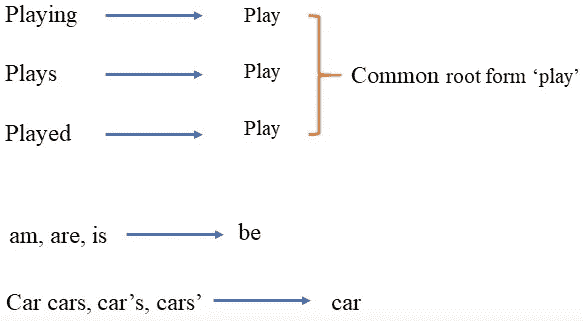 Playing Play
Plays Play
Common root form ‘play’
Played Play
am, are, is be
Car cars, car’s, cars’ car